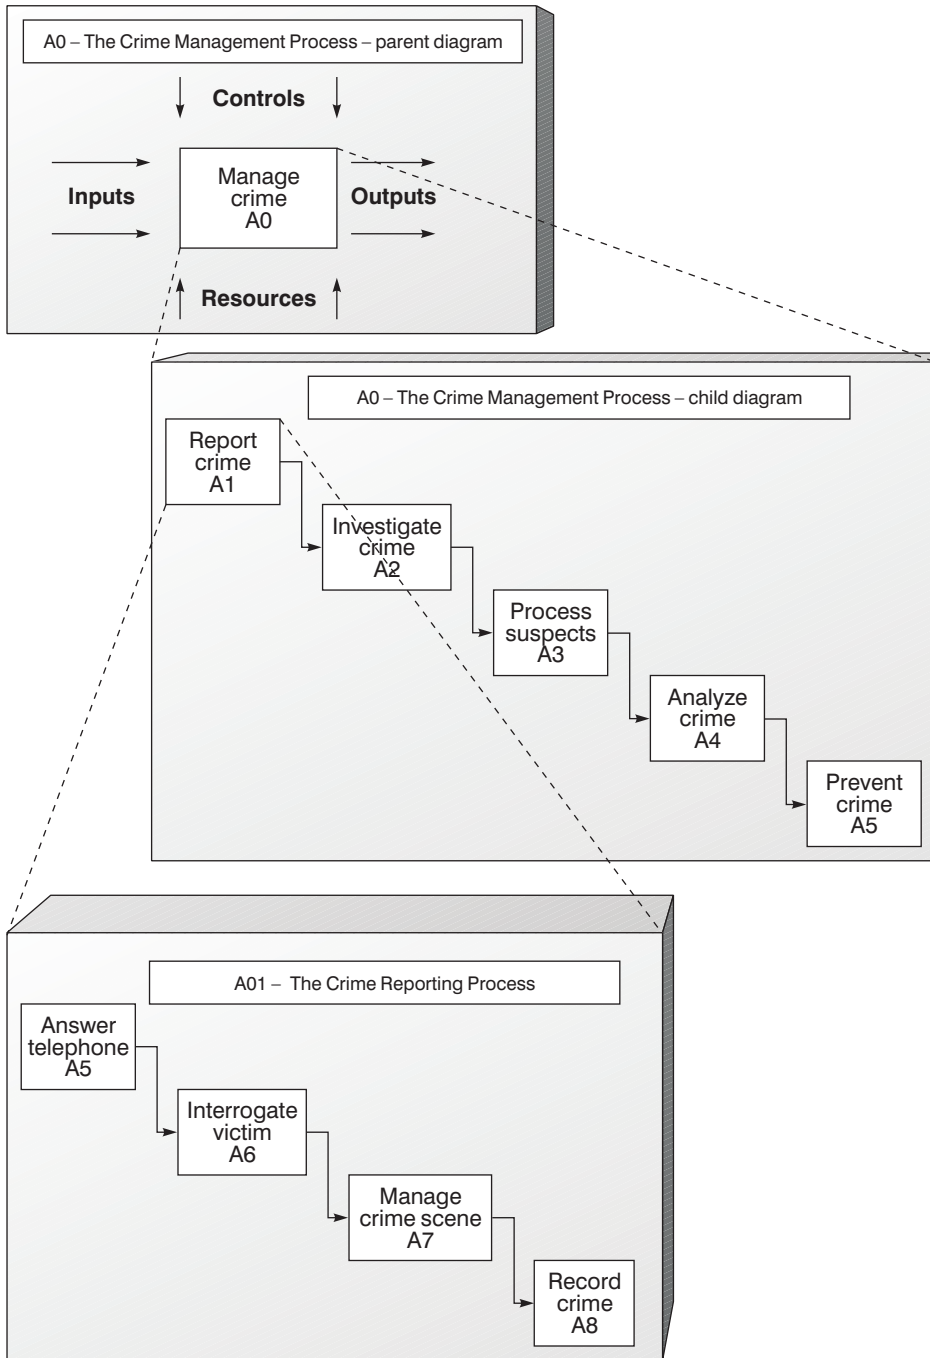 A0 – The Crime Management Process – parent diagram
Controls
Inputs
Manage
crime
A0
Outputs
Resources
A0 – The Crime Management Process – child diagram
Report
crime
A1
Investigate
crime
A2
Process
suspects
A3
Analyze
crime
A4
Prevent
crime
A5
A01 – The Crime Reporting Process
Answer
telephone
A5
Interrogate
victim
A6
Manage
crime scene
A7
Record
crime
A8